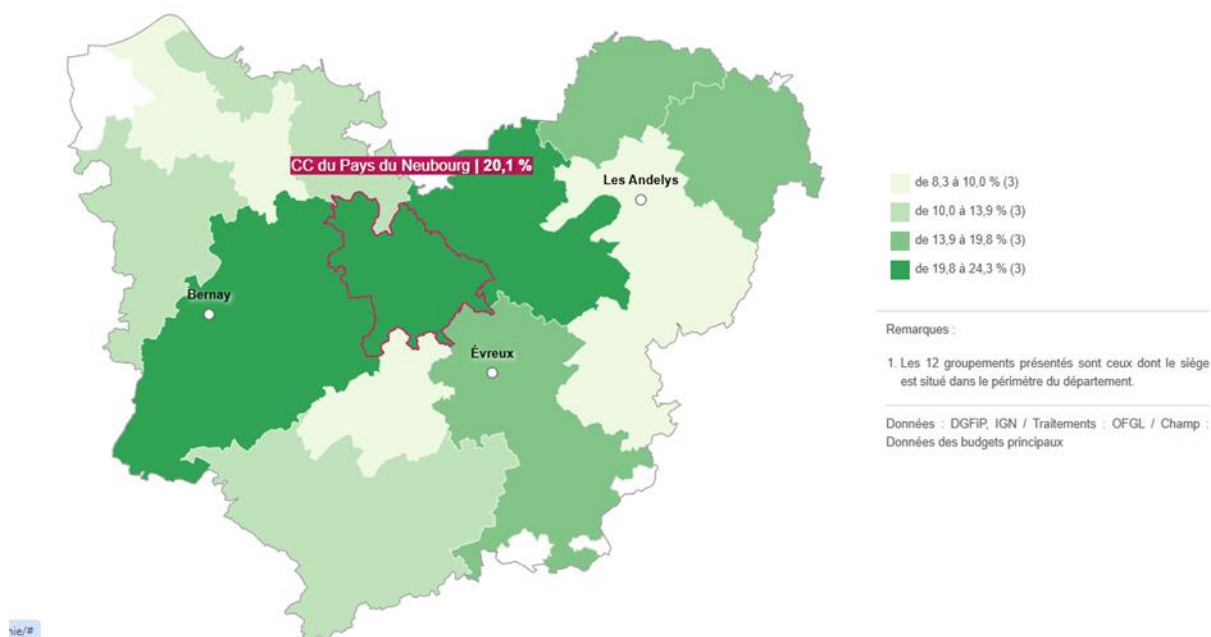 CC du Pays du Neubourg | 20,1 %
Les Andelys
Bernay
Évreux
de 8,3 à 10,0 % (3)
de 10,0 à 13,9 % (3)
de 13,9 à 19,8 % (3)
de 19,8 à 24,3 % (3)
Remarques :
1. Les 12 groupements présentés sont ceux dont le siège
est situé dans le périmètre du département.
Données : DGFiP, IGN / Traitements : OFGL / Champ :
Données des budgets principaux
nie/#